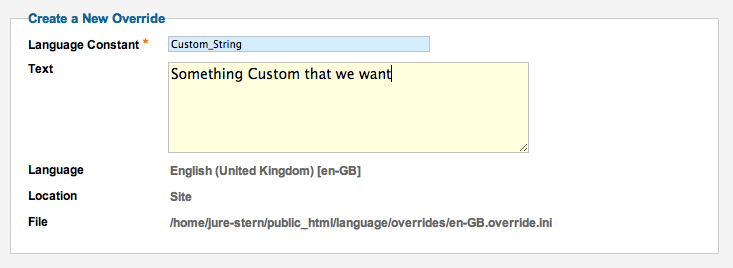 Create a New Override
Language Constant * Custom_String
Text Something Custom that we want
Language English (United Kingdom) [en-GB]
Location Site
File /home/jure-stern/public_html/language/overrides/en-GB.override.ini